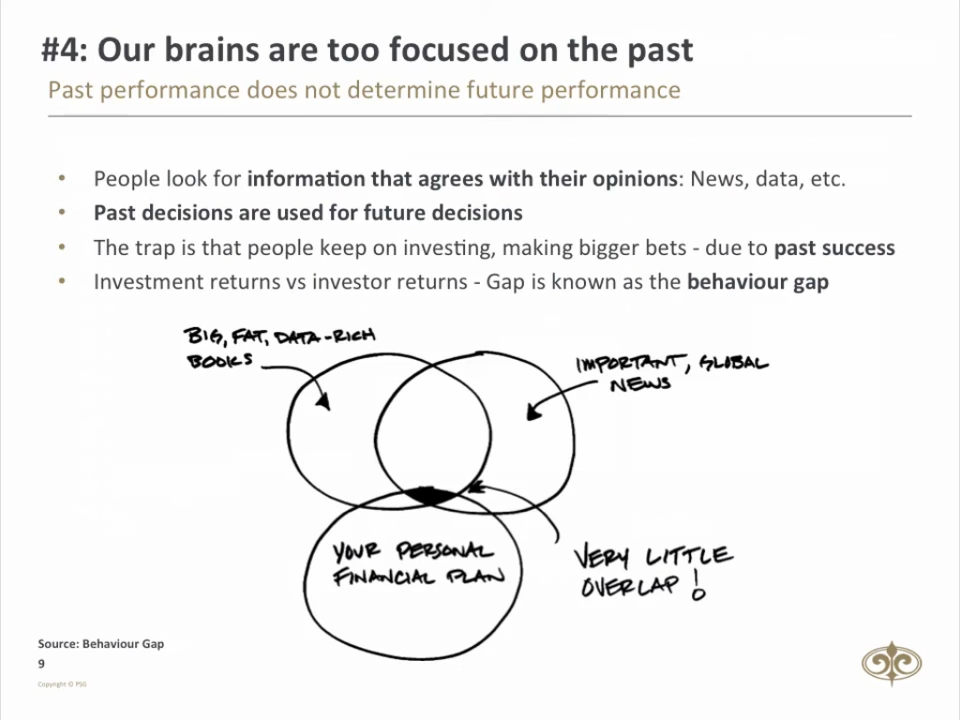 #4: Our brains are too focused on the past
Past performance does not determine future performance
• People look for information that agrees with their opinions: News, data, etc.
• Past decisions are used for future decisions
• The trap is that people keep on investing, making bigger bets - due to past success
• Investment returns vs investor returns - Gap is known as the behaviour gap
BIG, FAT, DATA-RICH
BOOKS
IMPORTANT, GLOBAL
NEWS
YOUR PERSONAL
FINANCIAL PLAN
VERY LITTLE
OVERLAP!
Source: Behaviour Gap
9
Copyright © PSG